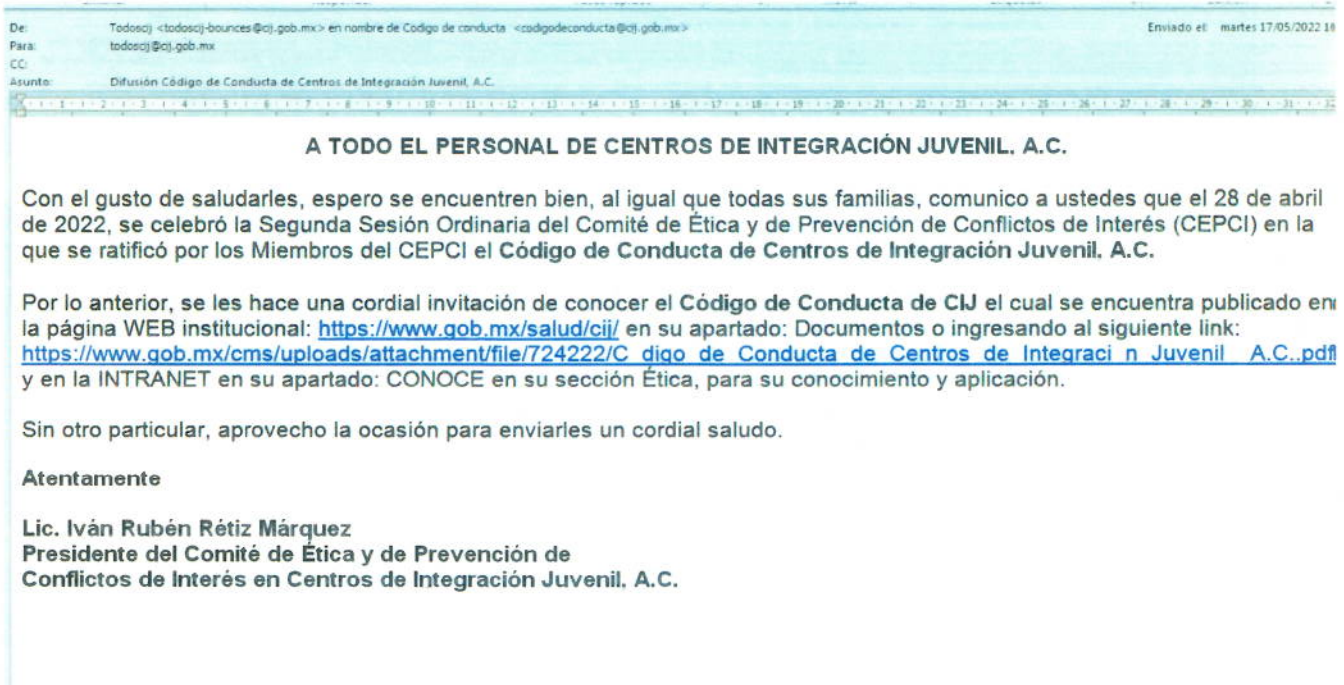 De: Todoscij <todoscij-bounces@cij.gob.mx> en nombre de Codigo de conducta <codigodeconducta@cij.gob.mx> Enviado el: martes 17/05/2022
Para: todoscij@cij.gob.mx
CC:
Asunto: Difusión Código de Conducta de Centros de Integración Juvenil, A.C.
A TODO EL PERSONAL DE CENTROS DE INTEGRACIÓN JUVENIL, A.C.
Con el gusto de saludarles, espero se encuentren bien, al igual que todas sus familias, comunico a ustedes que el 28 de abril
de 2022, se celebró la Segunda Sesión Ordinaria del Comité de Ética y de Prevención de Conflictos de Interés (CEPCI) en la
que se ratificó por los Miembros del CEPCI el Código de Conducta de Centros de Integración Juvenil, A.C.
Por lo anterior, se les hace una cordial invitación de conocer el Código de Conducta de CIJ el cual se encuentra publicado en
la página WEB institucional: https://www.gob.mx/salud/cij/ en su apartado: Documentos o ingresando al siguiente link:
https://www.gob.mx/cms/uploads/attachment/file/724222/C_digo_de_Conducta_de_Centros_de_Integraci_n_Juvenil__A.C..pdf
y en la INTRANET en su apartado: CONOCE en su sección Ética, para su conocimiento y aplicación.
Sin otro particular, aprovecho la ocasión para enviarles un cordial saludo.
Atentamente
Lic. Iván Rubén Rétiz Márquez
Presidente del Comité de Ética y de Prevención de
Conflictos de Interés en Centros de Integración Juvenil, A.C.